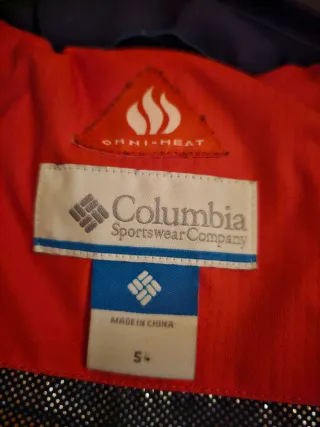 OMNI-HEAT
Columbia
Sportswear Company
MADE IN CHINA
S+